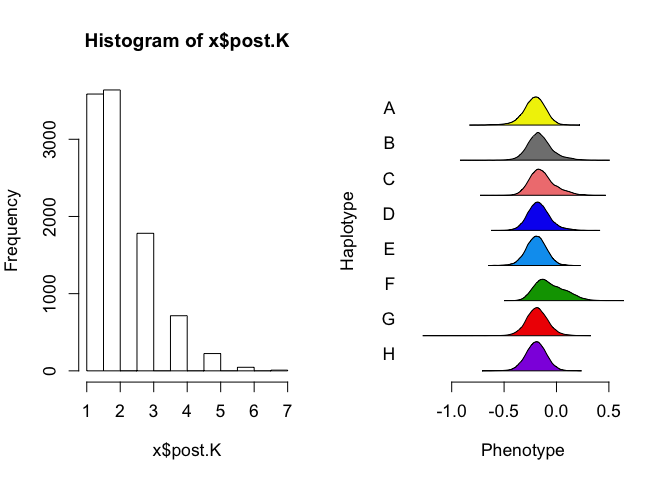 Histogram of x$post.K
Frequency
3000
2000
1000
0
1 2 3 4 5 6 7
x$post.K
Haplotype
A
B
C
D
E
F
G
H
-1.0 -0.5 0.0 0.5
Phenotype